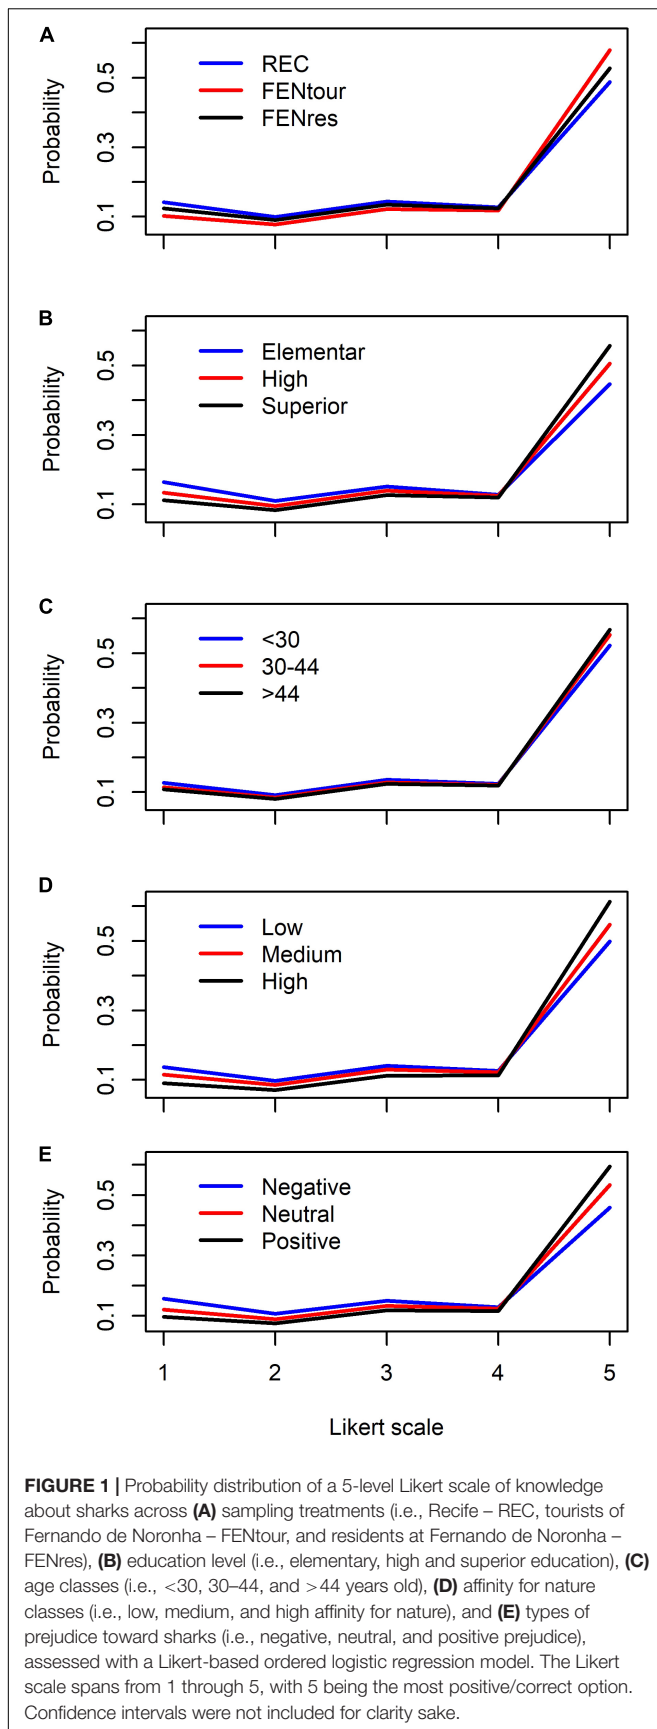 A
Probability
0.1 0.3 0.5
REC
FENtour
FENres
B
Probability
0.1 0.3 0.5
Elementar
High
Superior
C
Probability
0.1 0.3 0.5
<30
30-44
>44
D
Probability
0.1 0.3 0.5
Low
Medium
High
E
Probability
0.1 0.3 0.5
Negative
Neutral
Positive
1 2 3 4 5
Likert scale
FIGURE 1 | Probability distribution of a 5-level Likert scale of knowledge
about sharks across (A) sampling treatments (i.e., Recife – REC, tourists of
Fernando de Noronha – FENtour, and residents at Fernando de Noronha –
FENres), (B) education level (i.e., elementary, high and superior education), (C)
age classes (i.e., <30, 30–44, and >44 years old), (D) affinity for nature
classes (i.e., low, medium, and high affinity for nature), and (E) types of
prejudice toward sharks (i.e., negative, neutral, and positive prejudice),
assessed with a Likert-based ordered logistic regression model. The Likert
scale spans from 1 through 5, with 5 being the most positive/correct option.
Confidence intervals were not included for clarity sake.